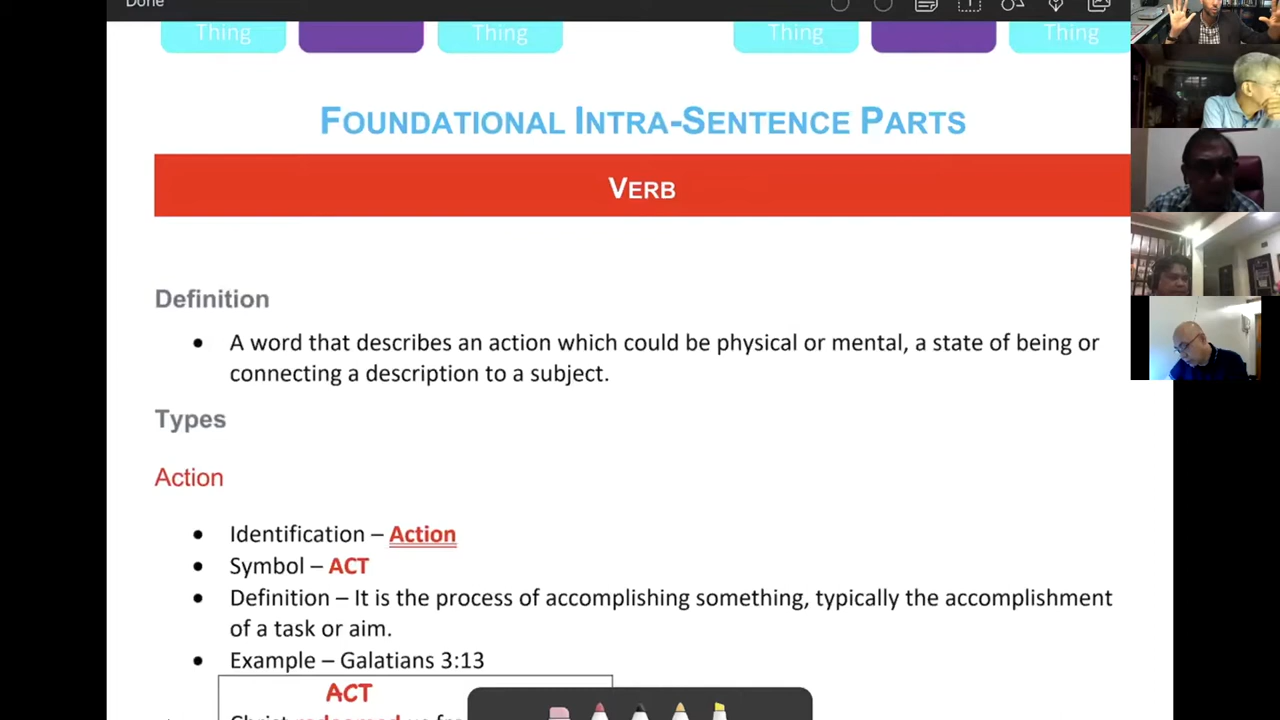 Done
Thing Thing Thing Thing
FOUNDATIONAL INTRA-SENTENCE PARTS
VERB
Definition
• A word that describes an action which could be physical or mental, a state of being or
connecting a description to a subject.
Types
Action
• Identification – Action
• Symbol – ACT
• Definition – It is the process of accomplishing something, typically the accomplishment
of a task or aim.
• Example – Galatians 3:13
ACT
Christ redeemed us